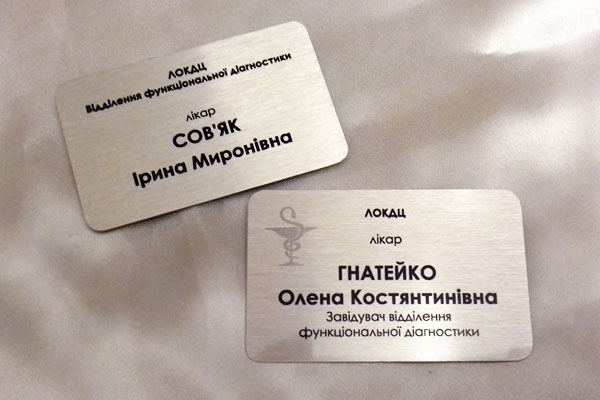 ЛОКДЦ
Відділення функціональної діагностики
лікар
СОВ'ЯК
Ірина Миронівна
ЛОКДЦ
лікар
ГНАТЕЙКО
Олена Костянтинівна
Завідувач відділення
функціональної діагностики